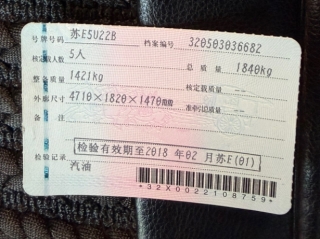 号牌号码 苏E5U22B 档案编号 320503036682
核定载人数 5人 总质量 1840kg
整备质量 1421kg 核定载质量 --
外廓尺寸 4710×1820×1470mm 准牵引总质量 --
备注
检验有效期至2018年02月苏E(01)
检验记录
汽油
*32X0022108759*